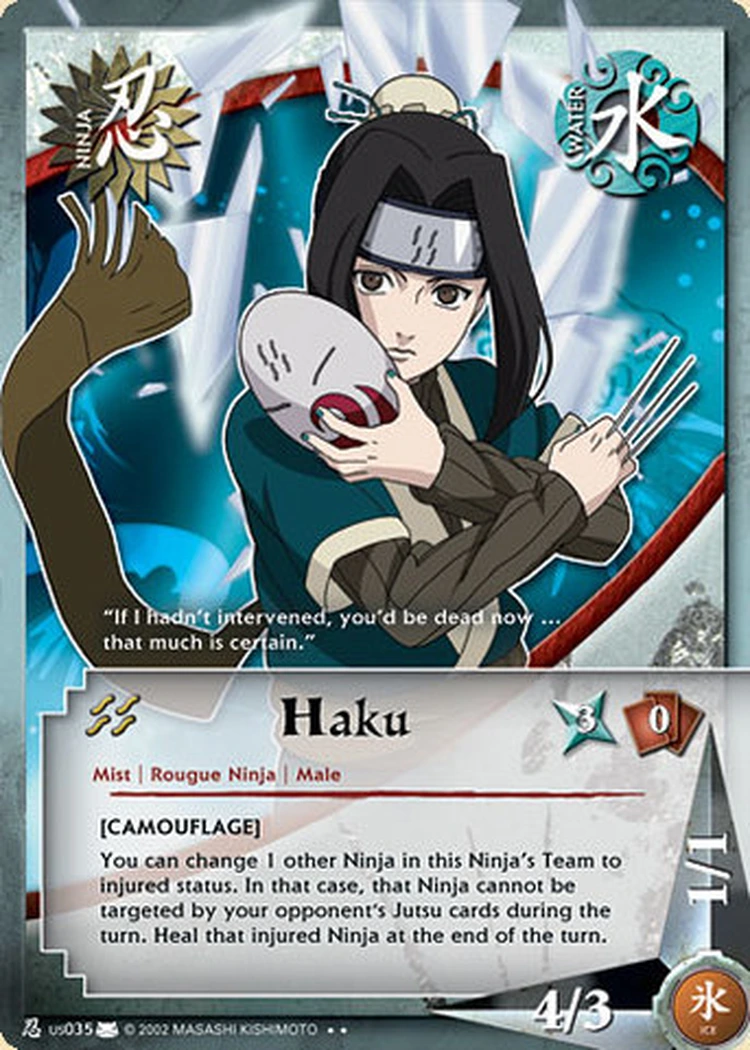 NINJA 忍
WATER 水
“If I hadn’t intervened, you’d be dead now ...
that much is certain.”
Haku
3
0
Mist | Rougue Ninja | Male
[CAMOUFLAGE]
You can change 1 other Ninja in this Ninja’s Team to
injured status. In that case, that Ninja cannot be
targeted by your opponent’s Jutsu cards during the
turn. Heal that injured Ninja at the end of the turn.
1/1
4/3
氷
ICE
忍 US035 © 2002 MASASHI KISHIMOTO